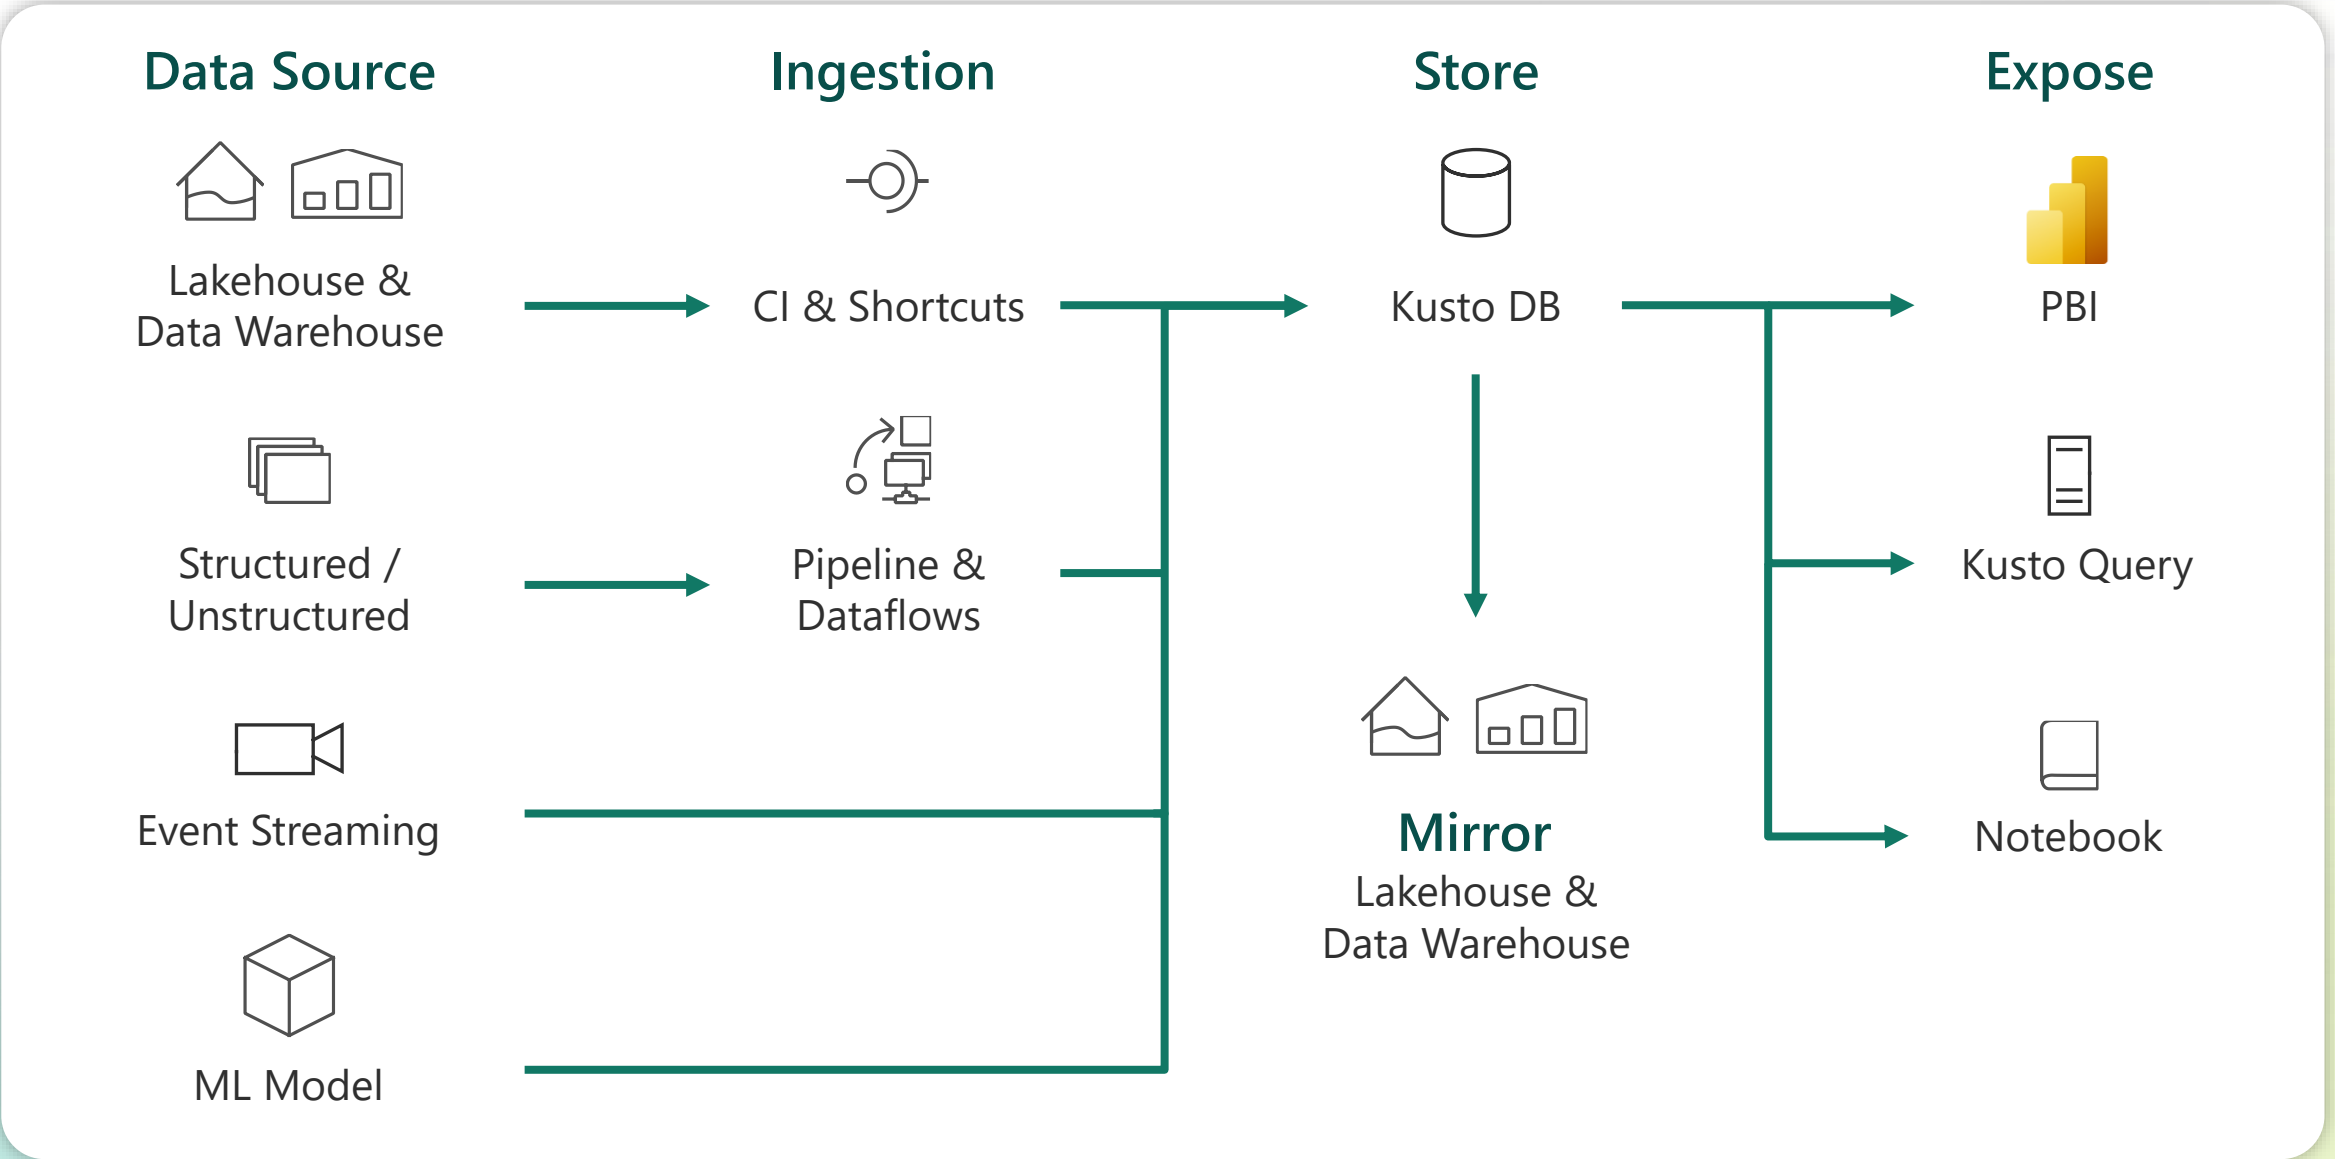 Data Source
Ingestion
Store
Expose
Lakehouse &
Data Warehouse
CI & Shortcuts
Kusto DB
PBI
Structured /
Unstructured
Pipeline &
Dataflows
Kusto Query
Event Streaming
Mirror
Lakehouse &
Data Warehouse
Notebook
ML Model